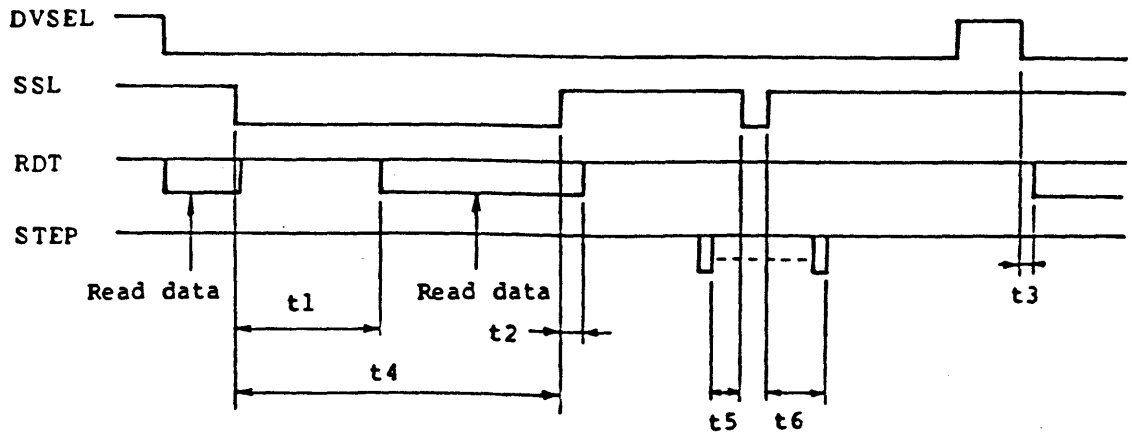 DVSEL
SSL
RDT
STEP
Read data
Read data
t1
t2
t3
t4
t5
t6